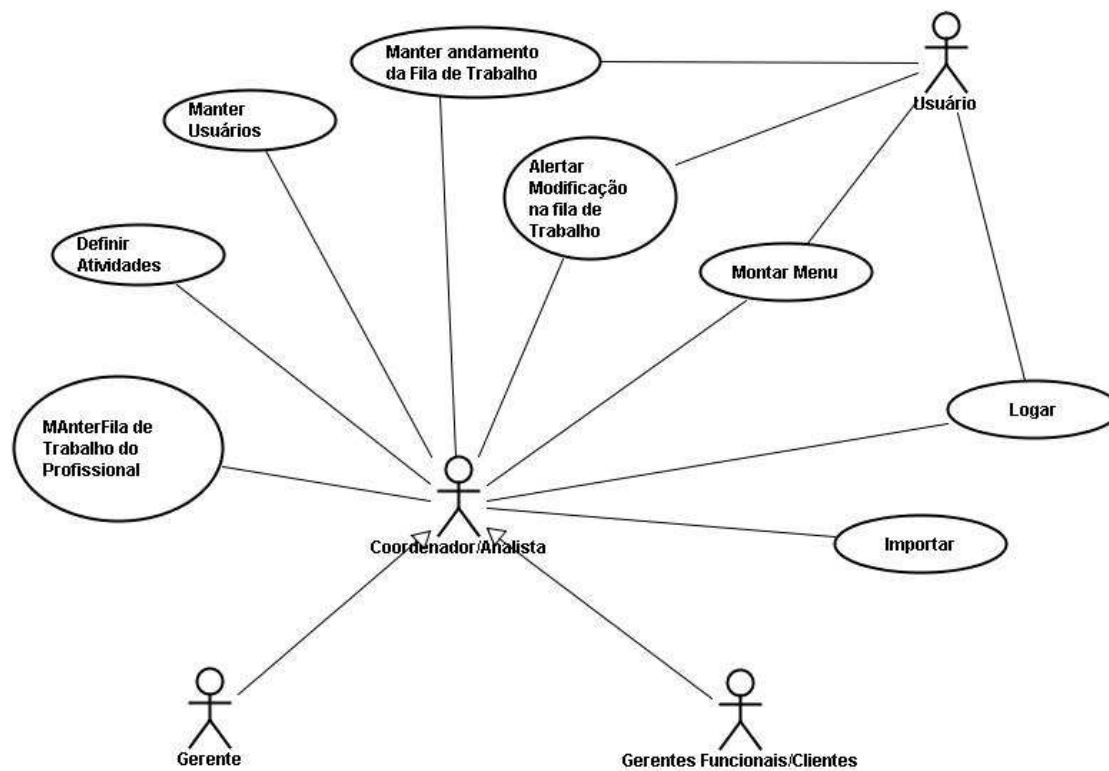 Manter andamento
da Fila de Trabalho
Usuário
Manter
Usuários
Alertar
Modificação
na fila de
Trabalho
Definir
Atividades
Montar Menu
MAnterFila de
Trabalho do
Profissional
Logar
Importar
Coordenador/Analista
Gerente
Gerentes Funcionais/Clientes